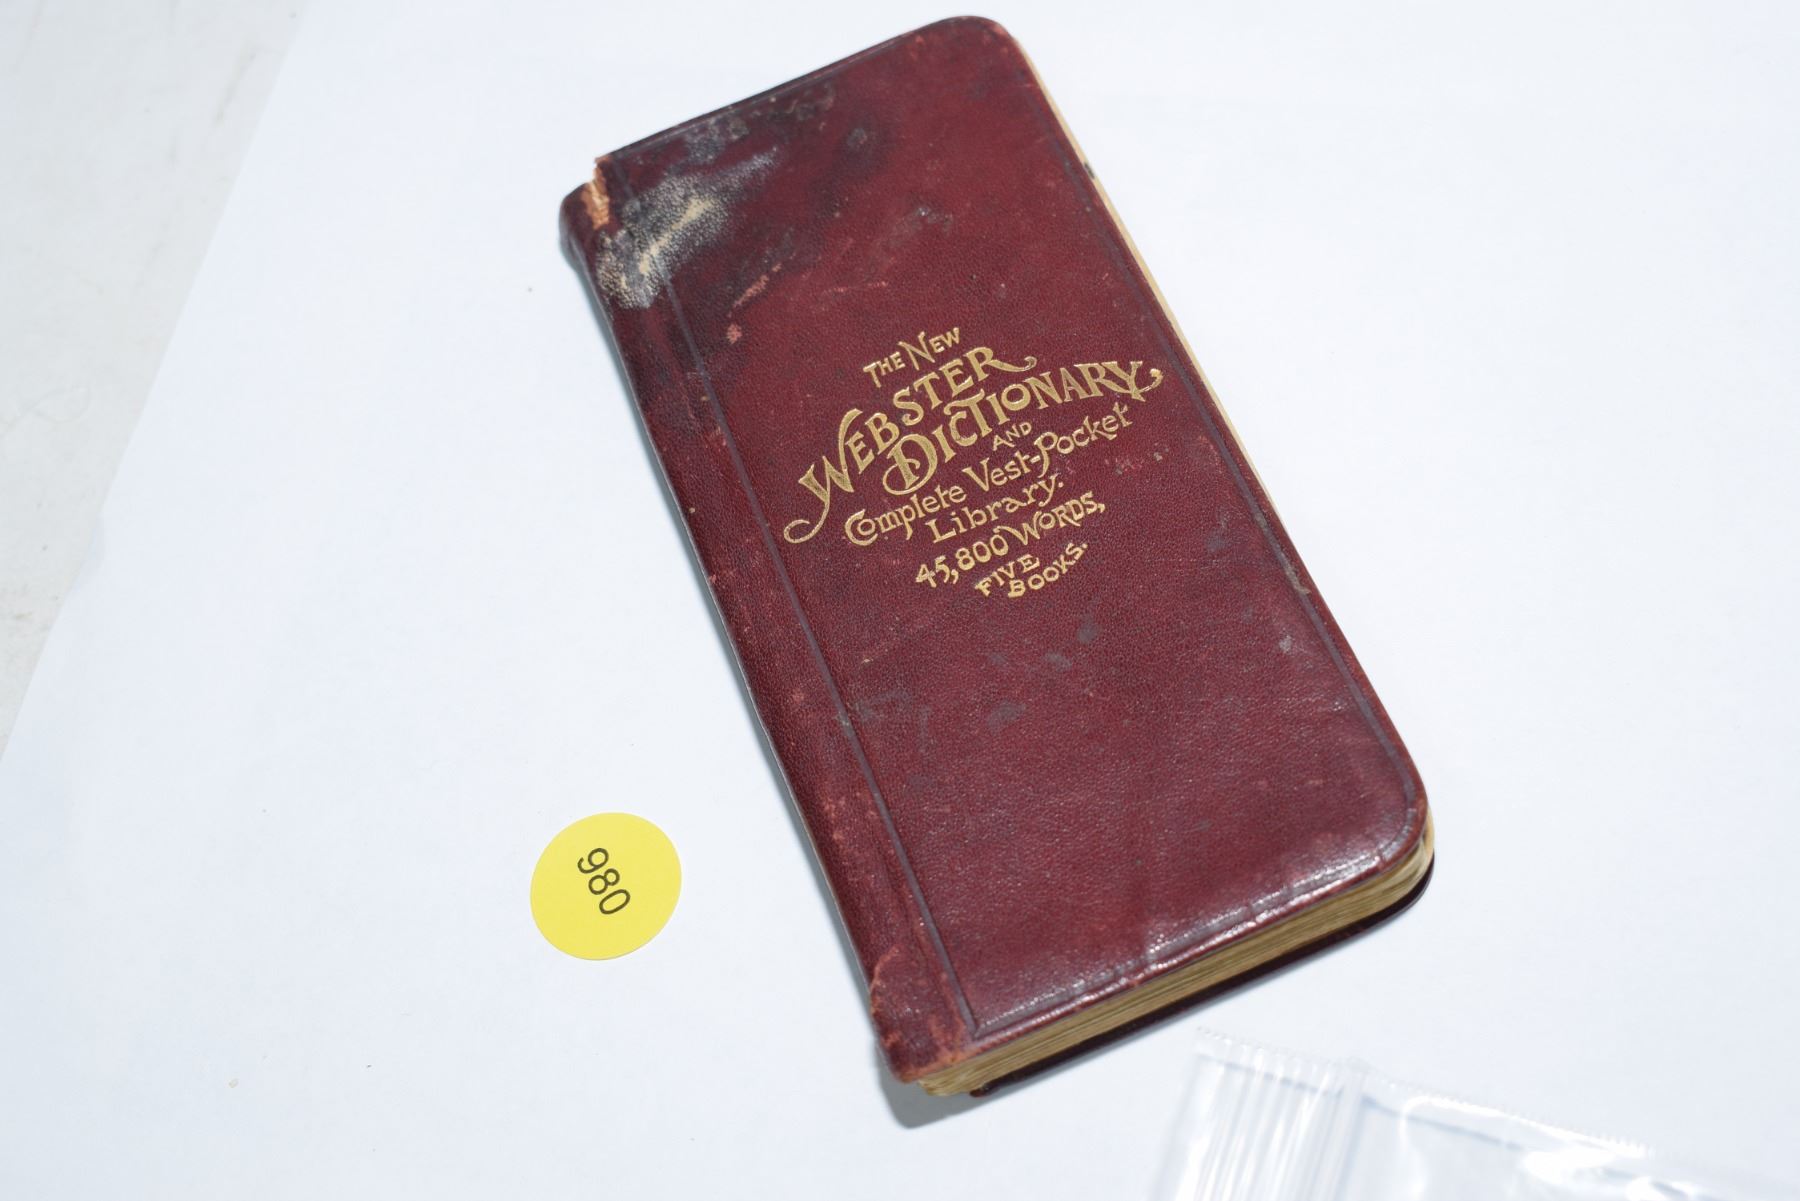 THE NEW
WEBSTER
DICTIONARY
AND
Complete Vest-Pocket
Library.
45,800 WORDS,
FIVE
BOOKS.
980